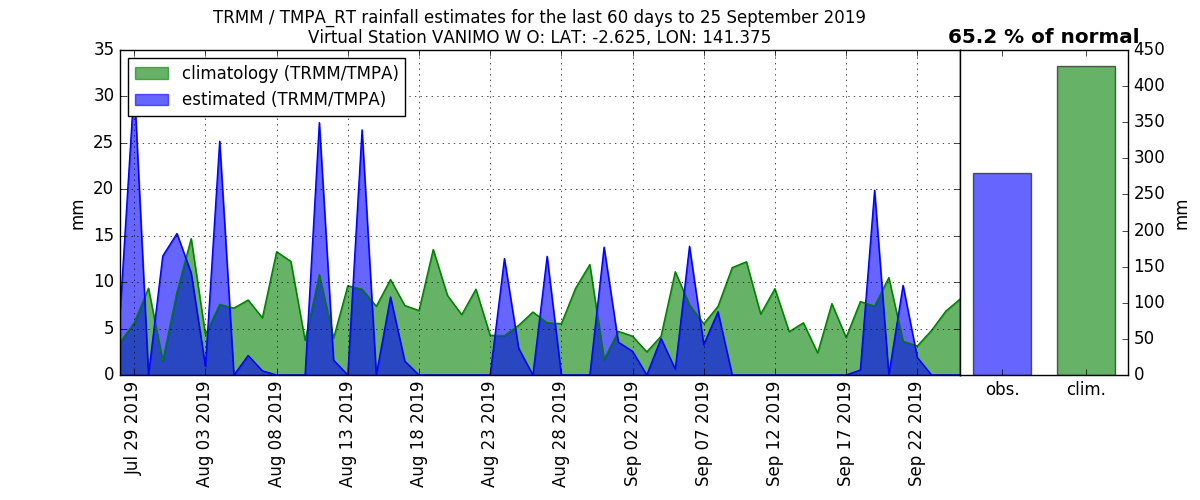 TRMM / TMPA_RT rainfall estimates for the last 60 days to 25 September 2019
Virtual Station VANIMO W O: LAT: -2.625, LON: 141.375
65.2 % of normal
climatology (TRMM/TMPA)
estimated (TRMM/TMPA)
mm
35
30
25
20
15
10
5
0
Jul 29 2019
Aug 03 2019
Aug 08 2019
Aug 13 2019
Aug 18 2019
Aug 23 2019
Aug 28 2019
Sep 02 2019
Sep 07 2019
Sep 12 2019
Sep 17 2019
Sep 22 2019
450
400
350
300
250
200
150
100
50
0
mm
obs.
clim.